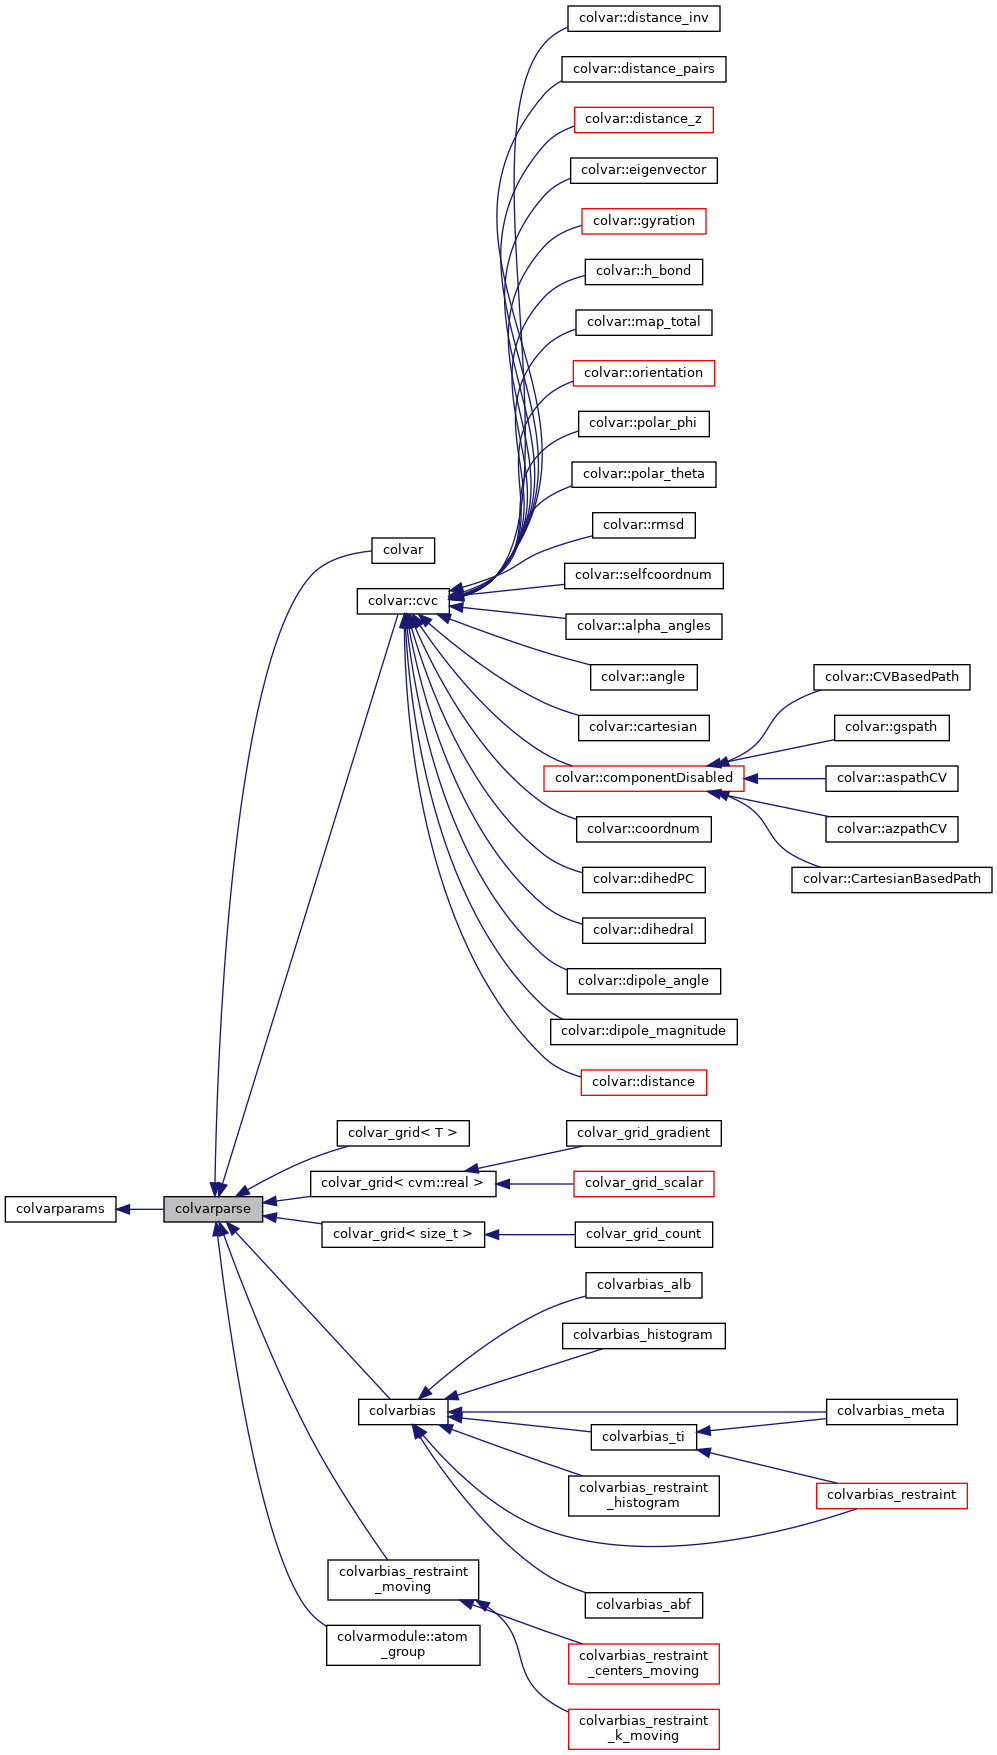 colvar::distance_inv
colvar::distance_pairs
colvar::distance_z
colvar::eigenvector
colvar::gyration
colvar::h_bond
colvar::map_total
colvar::orientation
colvar::polar_phi
colvar::polar_theta
colvar::rmsd
colvar
colvar::selfcoordnum
colvar::cvc
colvar::alpha_angles
colvar::angle
colvar::CVBasedPath
colvar::cartesian
colvar::gspath
colvar::componentDisabled
colvar::aspathCV
colvar::coordnum
colvar::azpathCV
colvar::dihedPC
colvar::CartesianBasedPath
colvar::dihedral
colvar::dipole_angle
colvar::dipole_magnitude
colvar::distance
colvar_grid< T >
colvar_grid_gradient
colvar_grid< cvm::real >
colvar_grid_scalar
colvarparams
colvarparse
colvar_grid< size_t >
colvar_grid_count
colvarbias_alb
colvarbias_histogram
colvarbias
colvarbias_meta
colvarbias_ti
colvarbias_restraint
_histogram
colvarbias_restraint
colvarbias_restraint
_moving
colvarbias_abf
colvarmodule::atom
_group
colvarbias_restraint
_centers_moving
colvarbias_restraint
_k_moving